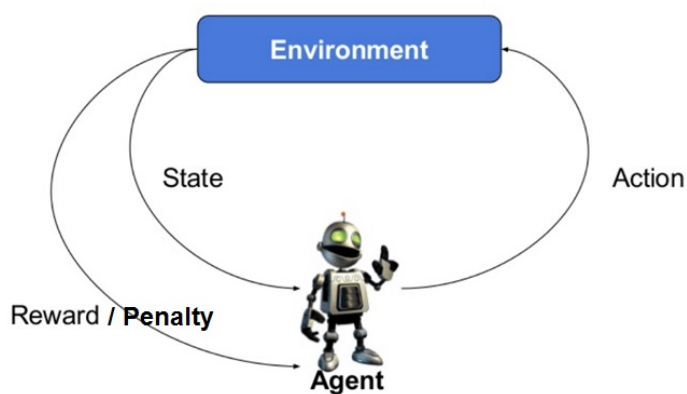 Environment
State
Action
Reward / Penalty
Agent